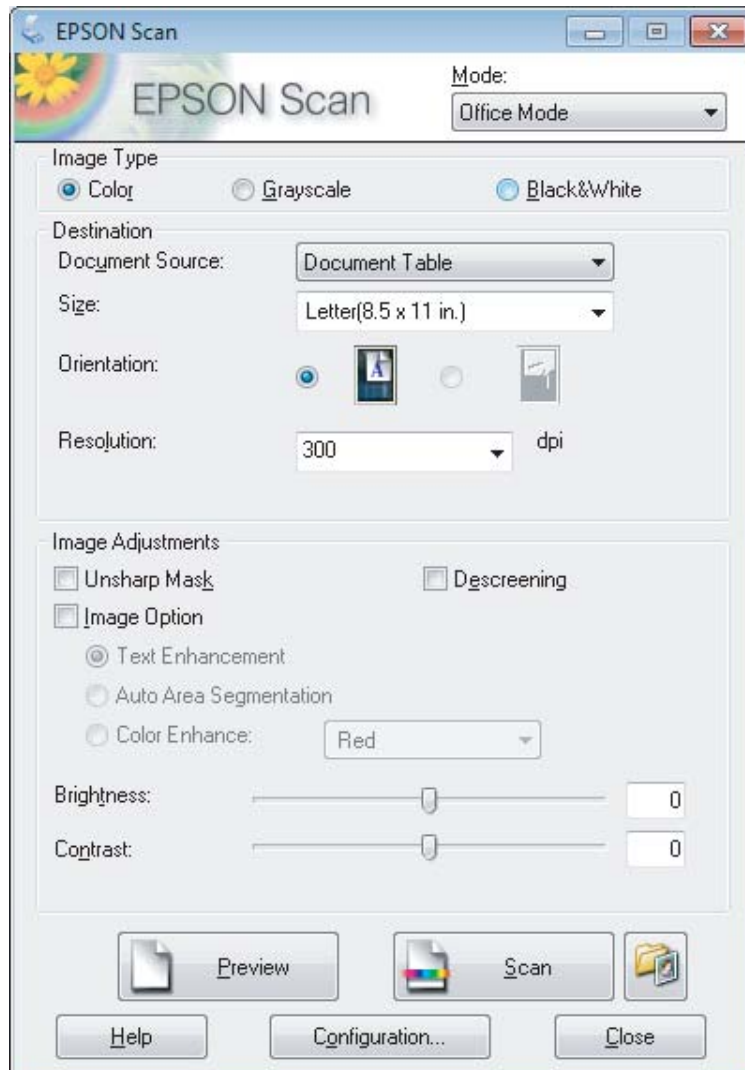 EPSON Scan
EPSON Scan
Mode:
Office Mode
Image Type
Color
Grayscale
Black&White
Destination
Document Source:
Document Table
Size:
Letter(8.5 x 11 in.)
Orientation:
A
Resolution:
300
dpi
Image Adjustments
Unsharp Mask
Descreening
Image Option
Text Enhancement
Auto Area Segmentation
Color Enhance:
Red
Brightness:
0
Contrast:
0
Preview
Scan
Help
Configuration...
Close